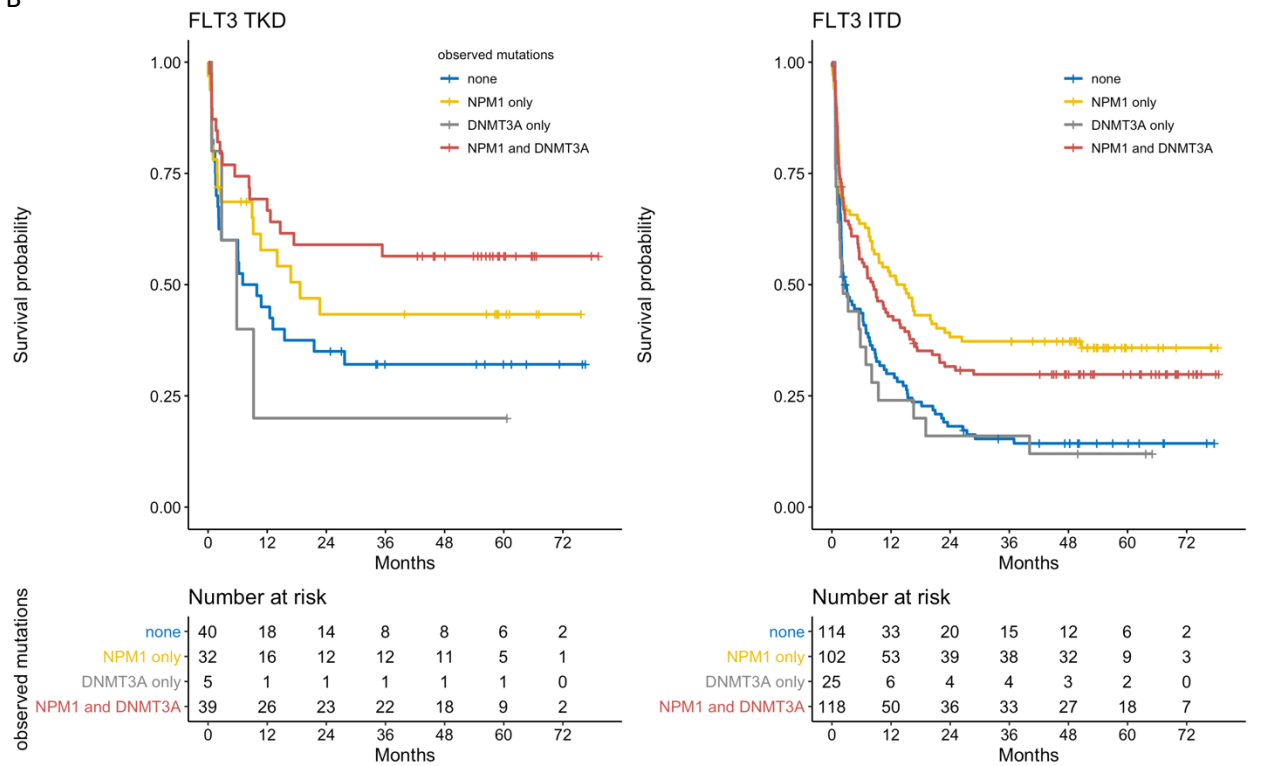 B
FLT3 TKD
observed mutations
none
NPM1 only
DNMT3A only
NPM1 and DNMT3A
Survival probability
1.00
0.75
0.50
0.25
0.00
0 12 24 36 48 60 72
Months
Number at risk
observed mutations
none 40 18 14 8 8 6 2
NPM1 only 32 16 12 12 11 5 1
DNMT3A only 5 1 1 1 1 1 0
NPM1 and DNMT3A 39 26 23 22 18 9 2
0 12 24 36 48 60 72
Months
FLT3 ITD
none
NPM1 only
DNMT3A only
NPM1 and DNMT3A
Survival probability
1.00
0.75
0.50
0.25
0.00
0 12 24 36 48 60 72
Months
Number at risk
none 114 33 20 15 12 6 2
NPM1 only 102 53 39 38 32 9 3
DNMT3A only 25 6 4 4 3 2 0
NPM1 and DNMT3A 118 50 36 33 27 18 7
0 12 24 36 48 60 72
Months